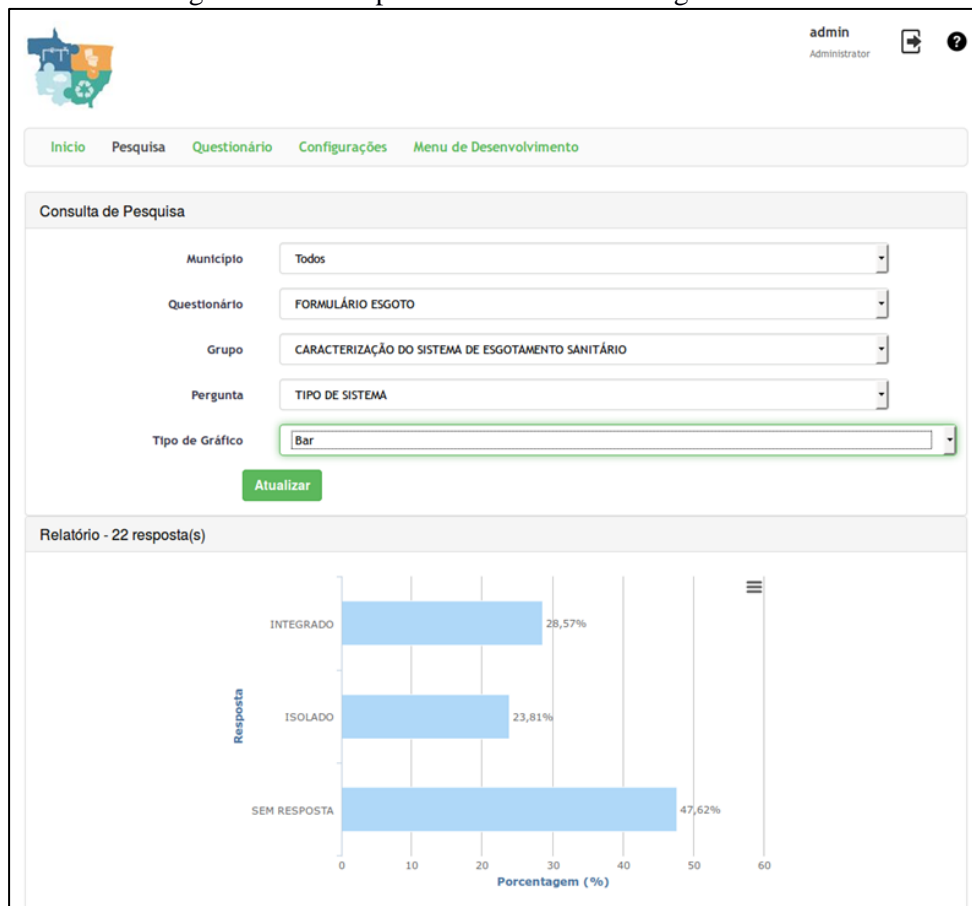 admin
Administrator
Inicio Pesquisa Questionário Configurações Menu de Desenvolvimento
Consulta de Pesquisa
Município Todos
Questionário FORMULÁRIO ESGOTO
Grupo CARACTERIZAÇÃO DO SISTEMA DE ESGOTAMENTO SANITÁRIO
Pergunta TIPO DE SISTEMA
Tipo de Gráfico Bar
Atualizar
Relatório - 22 resposta(s)
INTEGRADO 28,57%
Resposta
ISOLADO 23,81%
SEM RESPOSTA 47,62%
0 10 20 30 40 50 60
Porcentagem (%)